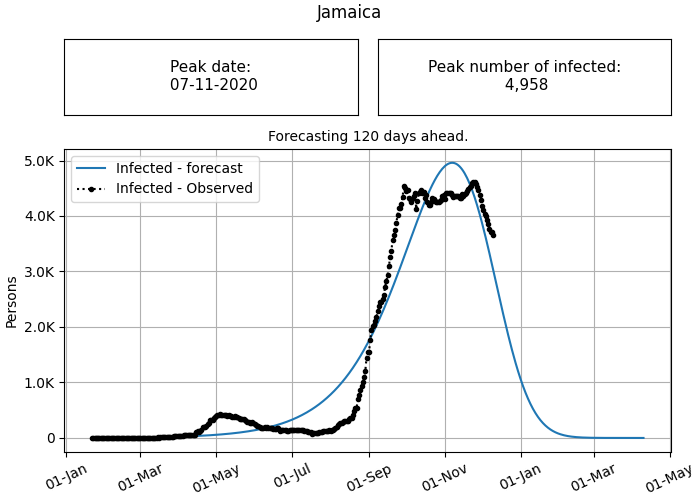 Jamaica
Peak date:
07-11-2020
Peak number of infected:
4,958
Forecasting 120 days ahead.
Infected - forecast
Infected - Observed
Persons
5.0K
4.0K
3.0K
2.0K
1.0K
0
01-Jan
01-Mar
01-May
01-Jul
01-Sep
01-Nov
01-Jan
01-Mar
01-May